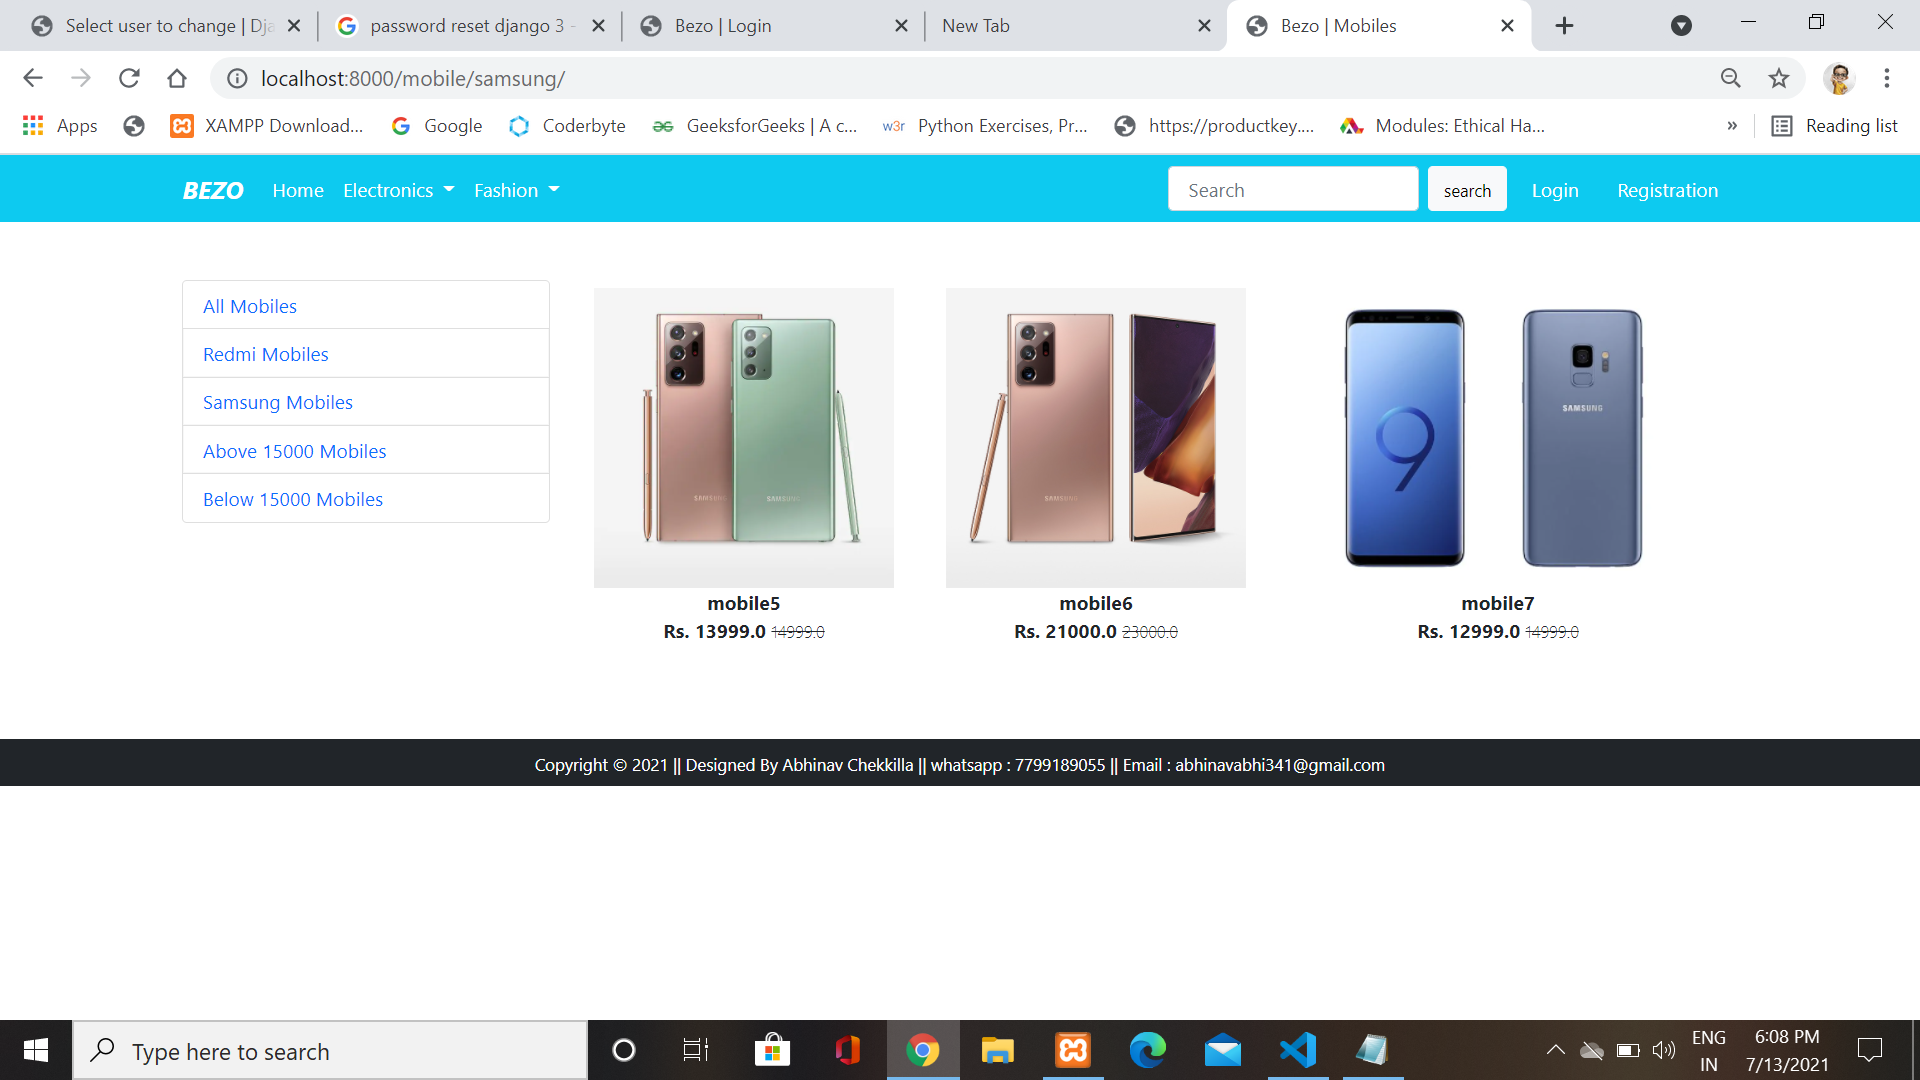 Select user to change | Dja
password reset django 3 -
Bezo | Login
New Tab
Bezo | Mobiles
localhost:8000/mobile/samsung/
Apps
XAMPP Download...
Google
Coderbyte
GeeksforGeeks | A c...
w3r
Python Exercises, Pr...
https://productkey....
Modules: Ethical Ha...
»
Reading list
BEZO
Home
Electronics
Fashion
Search
search
Login
Registration
All Mobiles
Redmi Mobiles
Samsung Mobiles
Above 15000 Mobiles
Below 15000 Mobiles
SAMSUNG
SAMSUNG
SAMSUNG
9
SAMSUNG
mobile5
Rs. 13999.0 14999.0
mobile6
Rs. 21000.0 23000.0
mobile7
Rs. 12999.0 14999.0
Copyright © 2021 || Designed By Abhinav Chekkilla || whatsapp : 7799189055 || Email : abhinavabhi341@gmail.com
Type here to search
ENG
IN
6:08 PM
7/13/2021